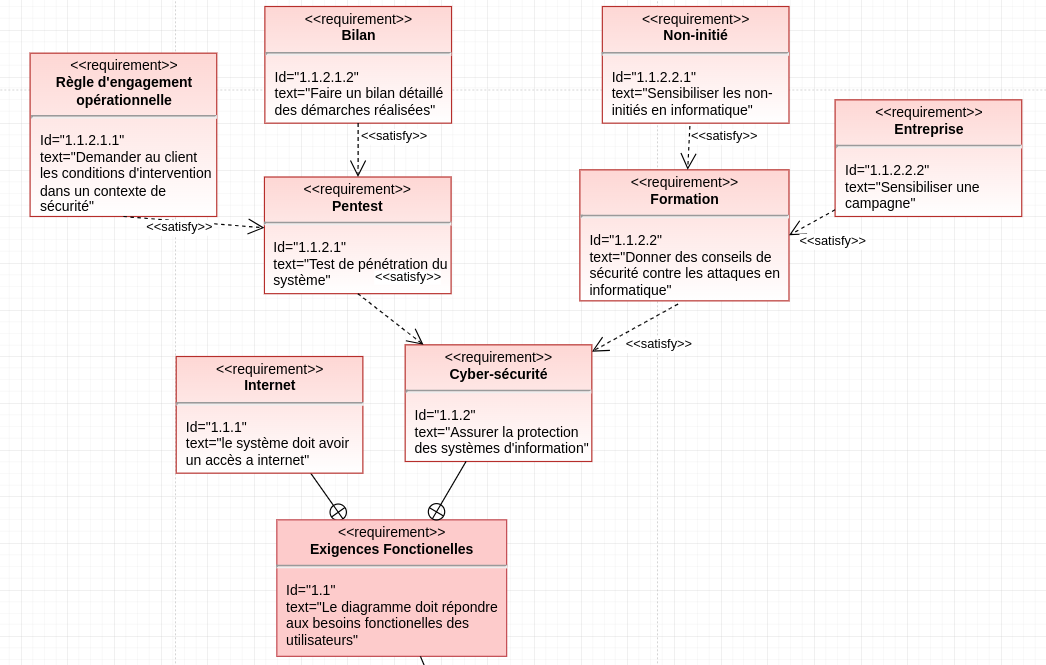 <<requirement>>
Bilan
Id="1.1.2.1.2"
text="Faire un bilan détaillé
des démarches réalisées"
<<requirement>>
Non-initié
Id="1.1.2.2.1"
text="Sensibiliser les non-
initiés en informatique"
<<requirement>>
Règle d'engagement
opérationnelle
Id="1.1.2.1.1"
text="Demander au client
les conditions d'intervention
dans un contexte de
sécurité"
<<requirement>>
Entreprise
Id="1.1.2.2.2"
text="Sensibiliser une
campagne"
<<satisfy>>
<<satisfy>>
<<requirement>>
Pentest
Id="1.1.2.1"
text="Test de pénétration du
système"
<<requirement>>
Formation
Id="1.1.2.2"
text="Donner des conseils de
sécurité contre les attaques en
informatique"
<<satisfy>>
<<satisfy>>
<<satisfy>>
<<satisfy>>
<<requirement>>
Internet
Id="1.1.1"
text="le système doit avoir
un accès a internet"
<<requirement>>
Cyber-sécurité
Id="1.1.2"
text="Assurer la protection
des systèmes d'information"
<<requirement>>
Exigences Fonctionelles
Id="1.1"
text="Le diagramme doit répondre
aux besoins fonctionelles des
utilisateurs"